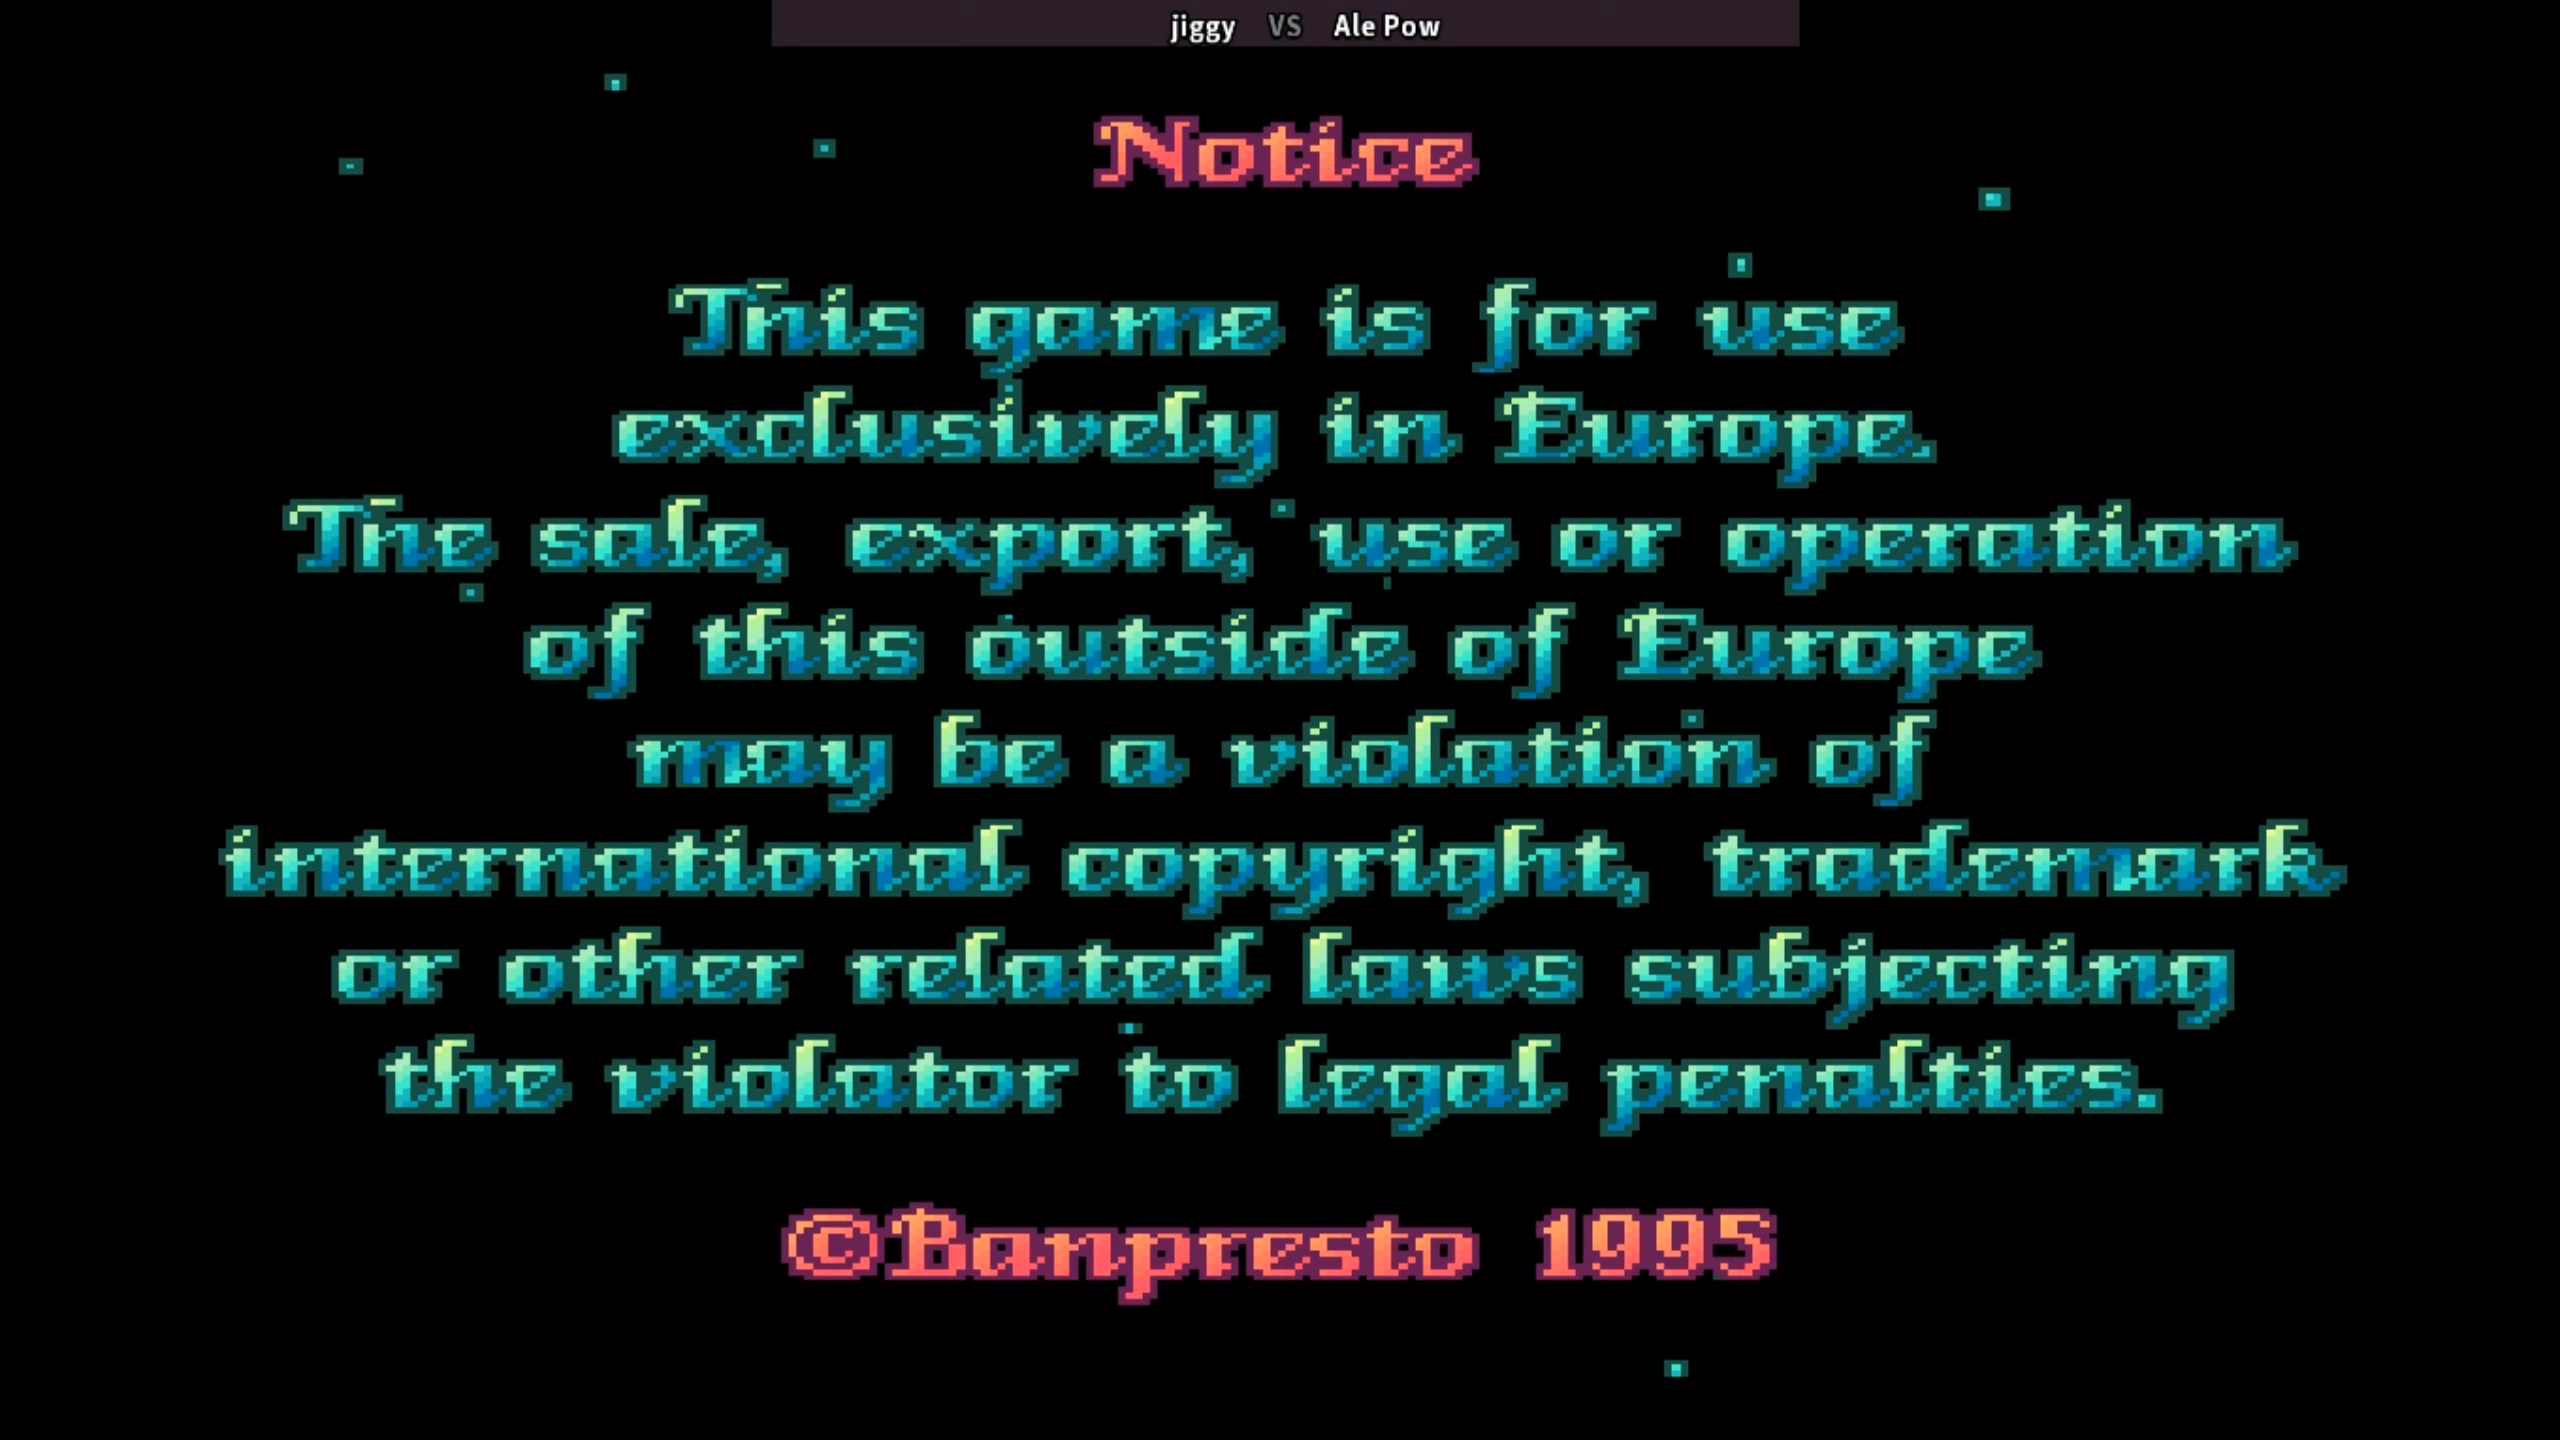 jiggy VS Ale Pow
Notice
This game is for use
exclusively in Europe.
The sale, export, use or operation
of this outside of Europe
may be a violation of
international copyright, trademark
or other related laws subjecting
the violator to legal penalties.
©Banpresto 1995